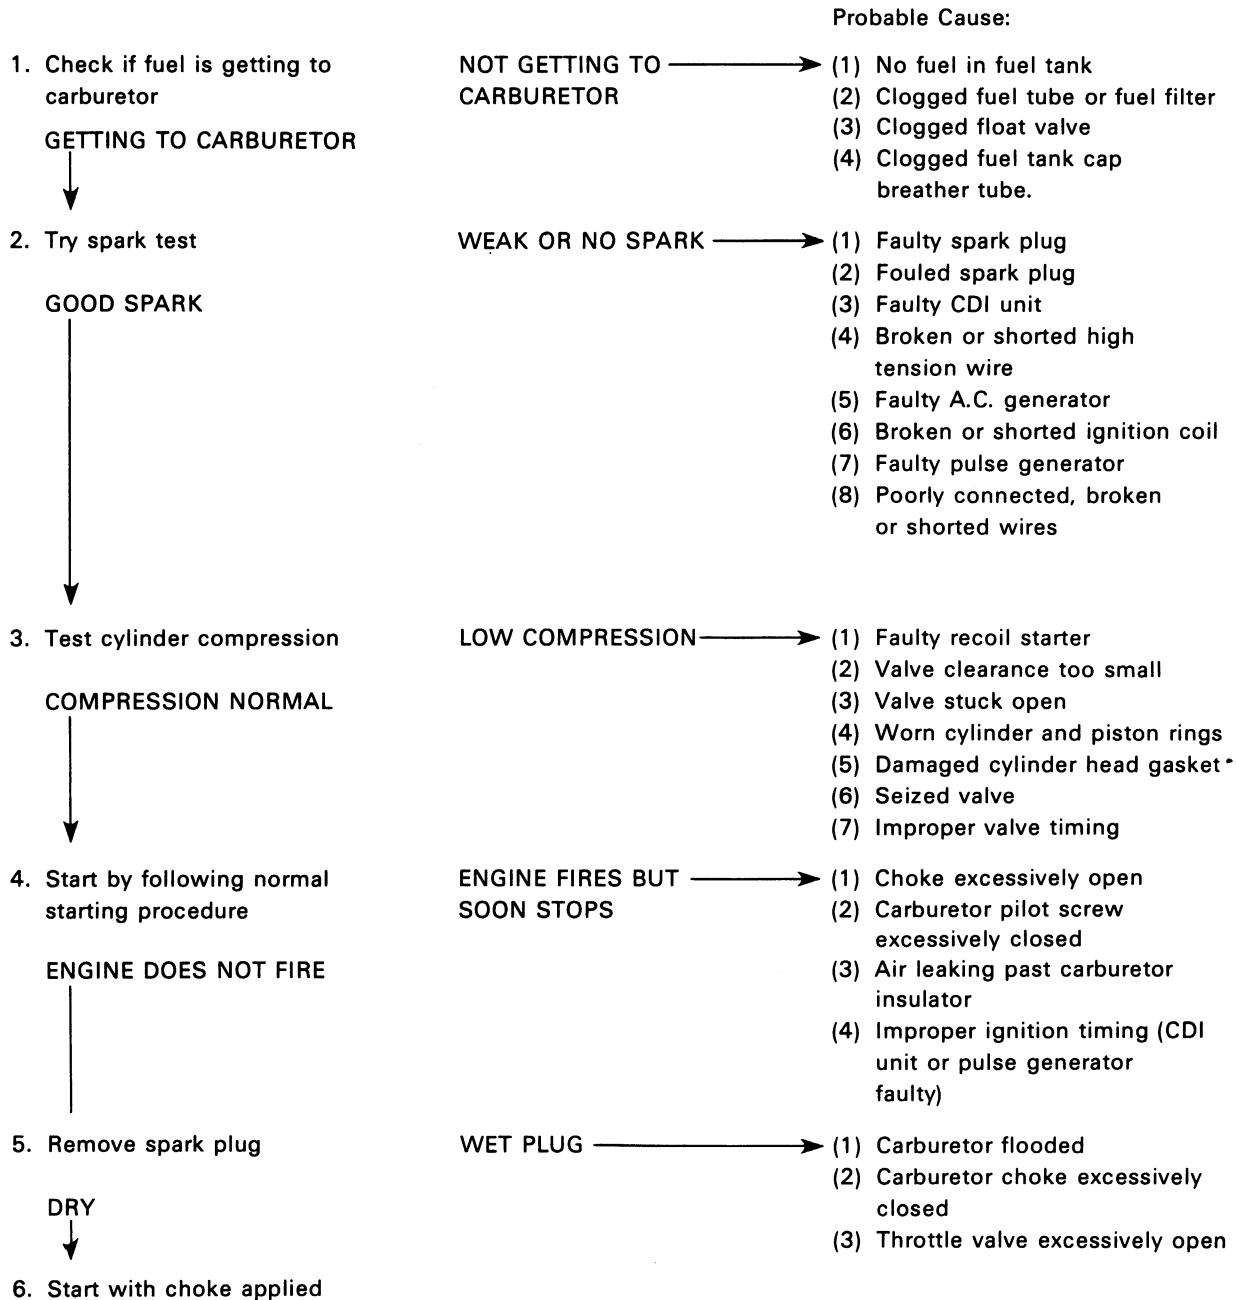 Probable Cause:
1. Check if fuel is getting to
carburetor
GETTING TO CARBURETOR
NOT GETTING TO
CARBURETOR
(1) No fuel in fuel tank
(2) Clogged fuel tube or fuel filter
(3) Clogged float valve
(4) Clogged fuel tank cap
breather tube.
2. Try spark test
GOOD SPARK
WEAK OR NO SPARK
(1) Faulty spark plug
(2) Fouled spark plug
(3) Faulty CDI unit
(4) Broken or shorted high
tension wire
(5) Faulty A.C. generator
(6) Broken or shorted ignition coil
(7) Faulty pulse generator
(8) Poorly connected, broken
or shorted wires
3. Test cylinder compression
COMPRESSION NORMAL
LOW COMPRESSION
(1) Faulty recoil starter
(2) Valve clearance too small
(3) Valve stuck open
(4) Worn cylinder and piston rings
(5) Damaged cylinder head gasket
(6) Seized valve
(7) Improper valve timing
4. Start by following normal
starting procedure
ENGINE DOES NOT FIRE
ENGINE FIRES BUT
SOON STOPS
(1) Choke excessively open
(2) Carburetor pilot screw
excessively closed
(3) Air leaking past carburetor
insulator
(4) Improper ignition timing (CDI
unit or pulse generator
faulty)
5. Remove spark plug
DRY
WET PLUG
(1) Carburetor flooded
(2) Carburetor choke excessively
closed
(3) Throttle valve excessively open
6. Start with choke applied